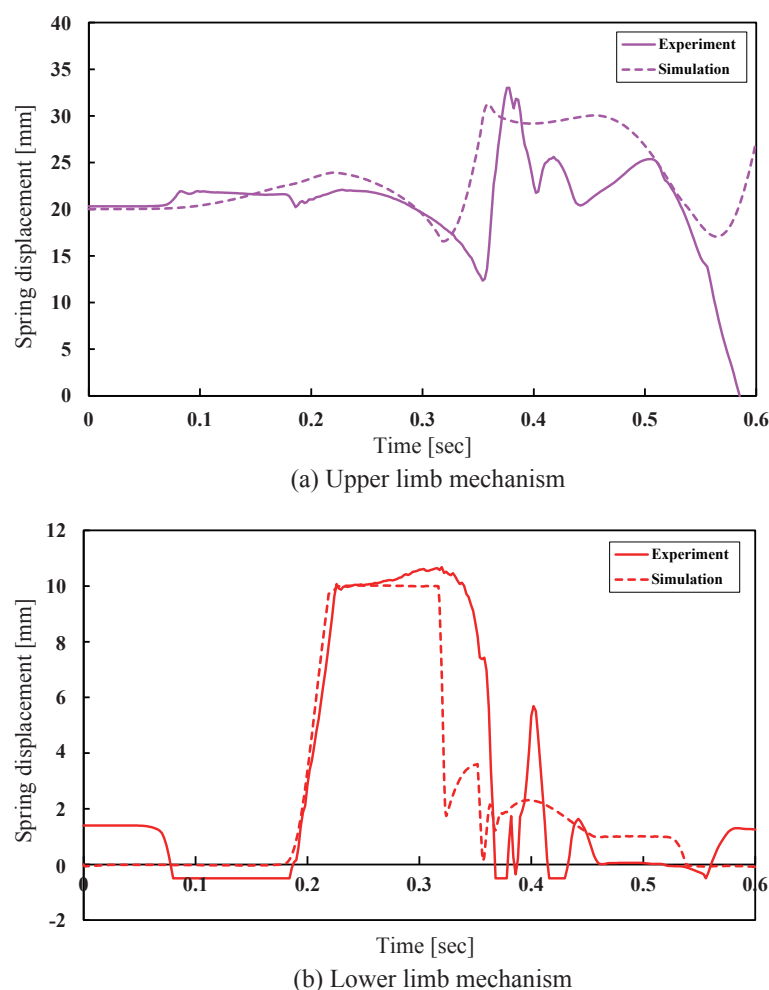 40
35
30
25
20
15
10
5
0
Spring displacement [mm]
Experiment
Simulation
0 0.1 0.2 0.3 0.4 0.5 0.6
Time [sec]
(a) Upper limb mechanism
12
10
8
6
4
2
0
-2
Spring displacement [mm]
Experiment
Simulation
0 0.1 0.2 0.3 0.4 0.5 0.6
Time [sec]
(b) Lower limb mechanism